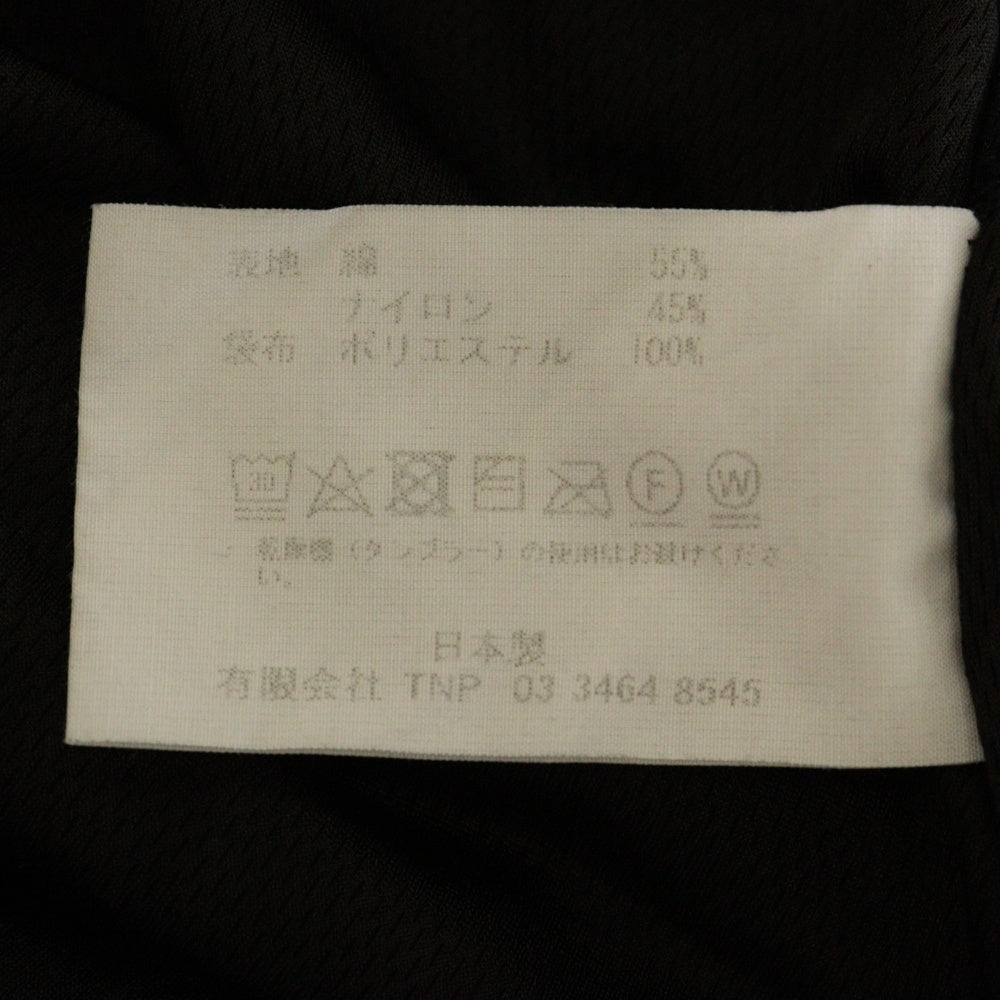 表地 綿 55%
ナイロン 45%
袋布 ポリエステル 100%
30 F W
乾燥機（タンブラー）の使用はお避けくださ
い。
日本製
有限会社 TNP 03 3464 8545